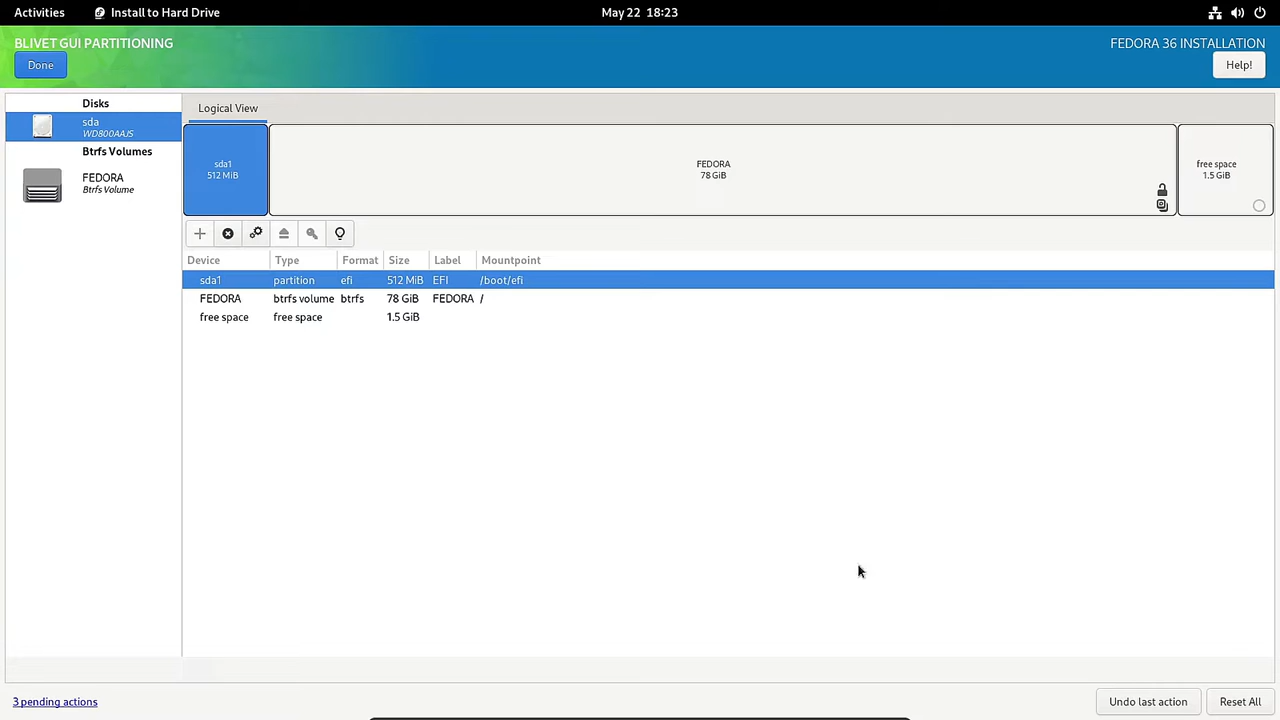 Activities
Install to Hard Drive
May 22 18:23
BLIVET GUI PARTITIONING
FEDORA 36 INSTALLATION
Done
Help!
Disks
sda
WD800AAJS
Btrfs Volumes
FEDORA
Btrfs Volume
Logical View
sda1
512 MiB
FEDORA
78 GiB
free space
1.5 GiB
Device Type Format Size Label Mountpoint
sda1 partition efi 512 MiB EFI /boot/efi
FEDORA btrfs volume btrfs 78 GiB FEDORA /
free space free space 1.5 GiB
3 pending actions
Undo last action
Reset All